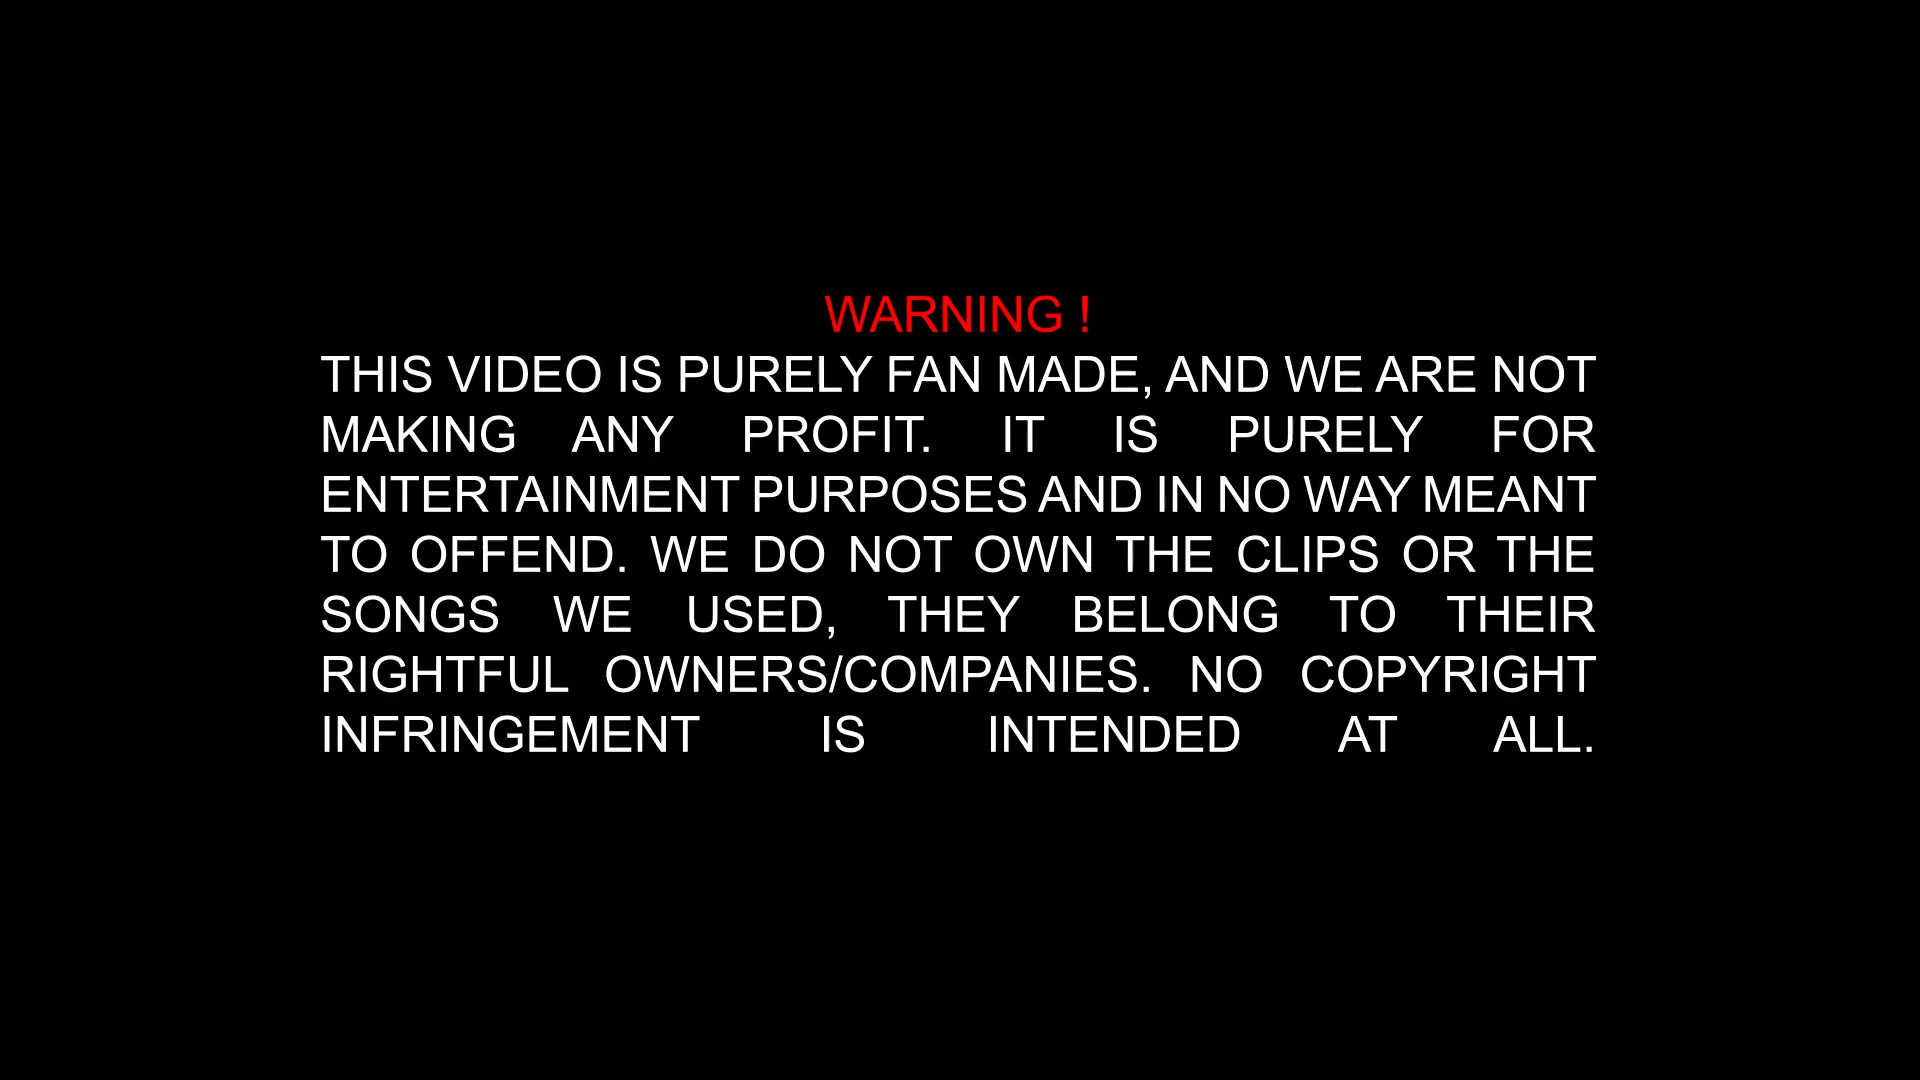 WARNING !
THIS VIDEO IS PURELY FAN MADE, AND WE ARE NOT
MAKING ANY PROFIT. IT IS PURELY FOR
ENTERTAINMENT PURPOSES AND IN NO WAY MEANT
TO OFFEND. WE DO NOT OWN THE CLIPS OR THE
SONGS WE USED, THEY BELONG TO THEIR
RIGHTFUL OWNERS/COMPANIES. NO COPYRIGHT
INFRINGEMENT IS INTENDED AT ALL.